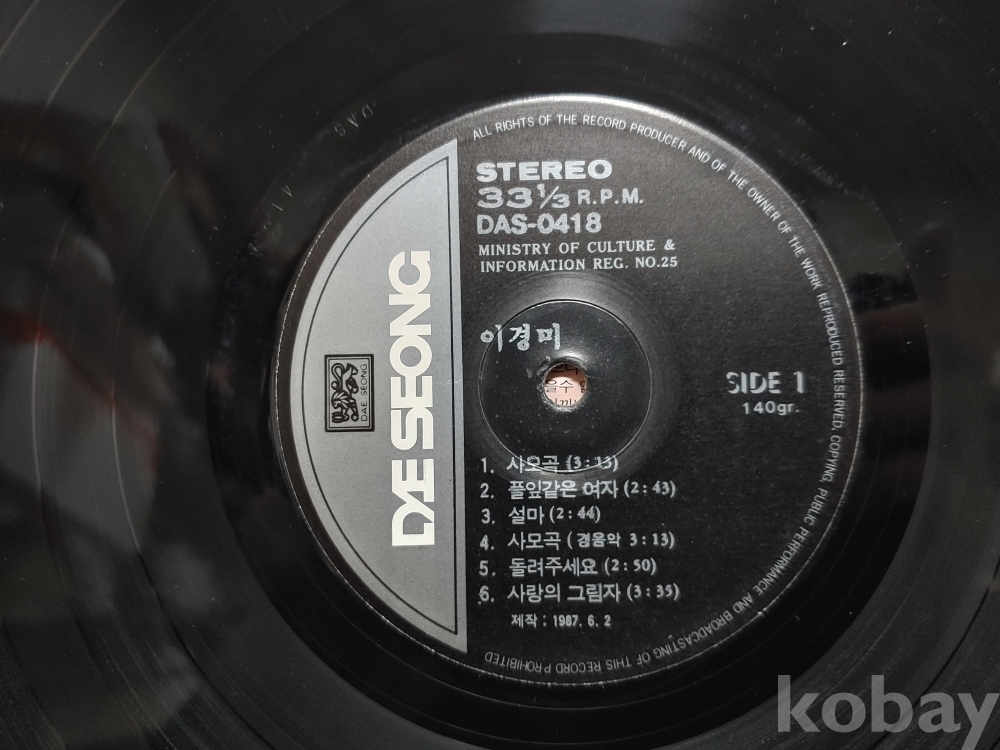 ALL RIGHTS OF THE RECORD PRODUCER AND OF THE OWNER OF THE WORK REPRODUCED RESERVED, COPYING, PUBLIC PERFORMANCE AND BROADCASTING OF THIS RECORD PROHIBITED
STEREO
33 1/3 R.P.M.
DAS-0418
MINISTRY OF CULTURE &
INFORMATION REG. NO.25
DAE SEONG
DAE SEONG
이경미
SIDE 1
140gr.
1. 사모곡 (3:13)
2. 풀잎같은 여자 (2:43)
3. 설마 (2:44)
4. 사모곡 (경음악 3:13)
5. 돌려주세요 (2:50)
6. 사랑의 그림자 (3:35)
제작 : 1987. 6. 2
kobay